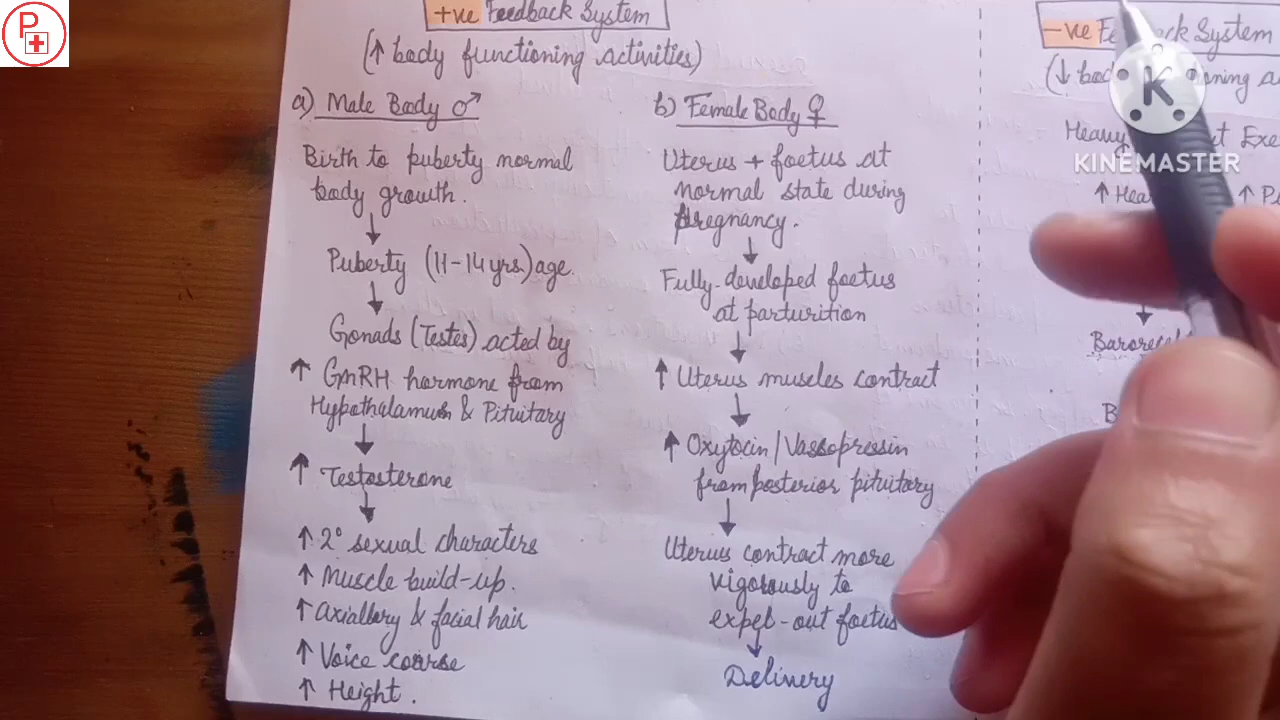 P
+ve Feedback System
(↑ body functioning activities)
a) Male Body ♂
Birth to puberty normal
body growth.
↓
Puberty (11-14 yrs.) age.
↓
Gonads (Testes) acted by
↑ GnRH hormone from
Hypothalamus & Pituitary
↓
↑ Testosterone
↓
↑ 2° sexual characters
↑ Muscle build-up.
↑ Axiallary & facial hair
↑ Voice coarse
↑ Height.
b) Female Body ♀
Uterus + foetus at
normal state during
pregnancy.
↓
Fully-developed foetus
at parturition
↓
↑ Uterus muscles contract
↓
↑ Oxytocin/Vassopressin
from posterior pituitary
↓
Uterus contract more
vigorously to
expel-out foetus
↓
Delivery
-ve System
(↓
Heavy
↑ ↑
↓
K
KINEMASTER